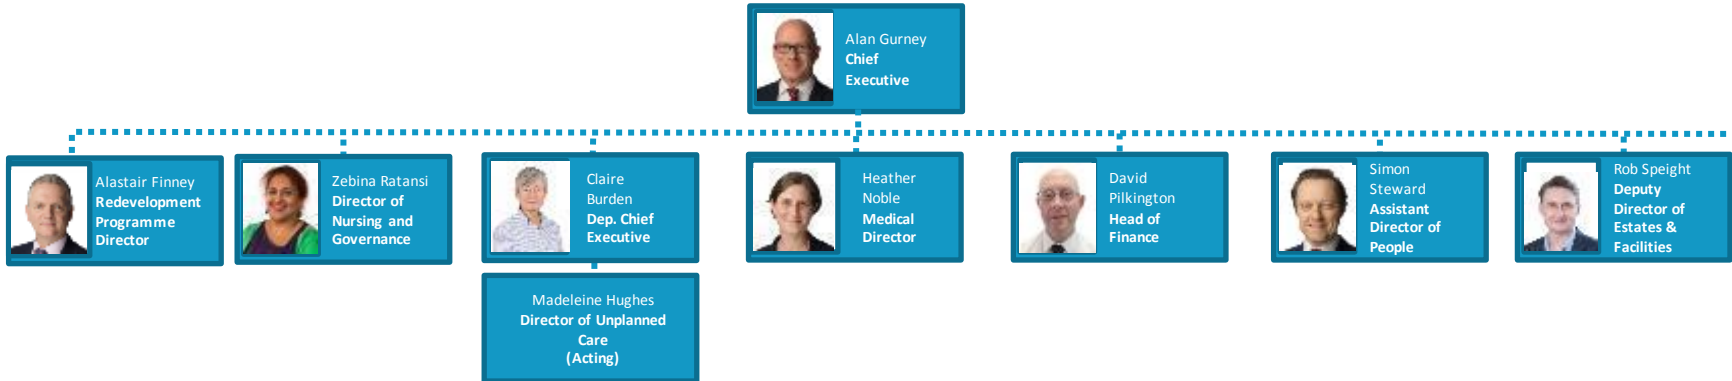 Alan Gurney
Chief
Executive
Alastair Finney
Redevelopment
Programme
Director
Zebina Ratansi
Director of
Nursing and
Governance
Claire
Burden
Dep. Chief
Executive
Heather
Noble
Medical
Director
David
Pilkington
Head of
Finance
Simon
Steward
Assistant
Director of
People
Rob Speight
Deputy
Director of
Estates &
Facilities
Madeleine Hughes
Director of Unplanned
Care
(Acting)